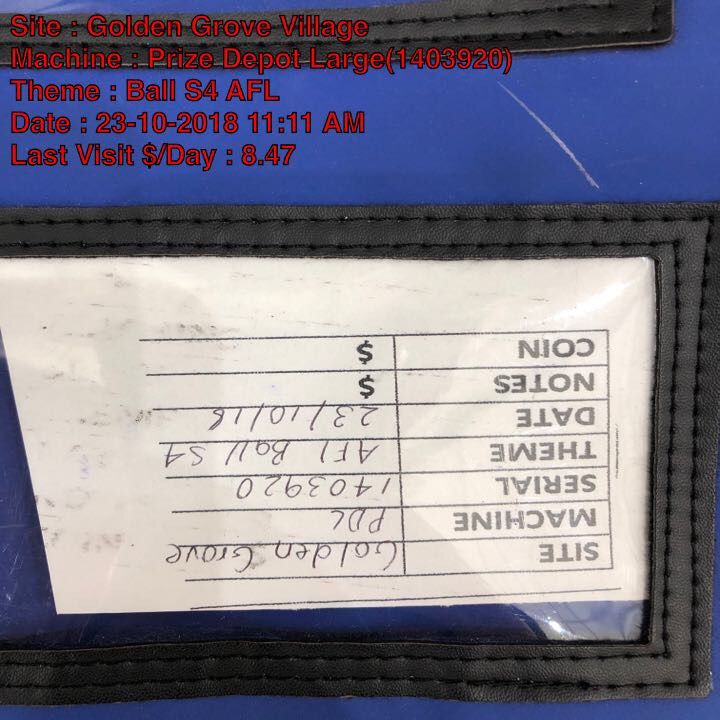 Site : Golden Grove Village
Machine : Prize Depot Large(1403920)
Theme : Ball S4 AFL
Date : 23-10-2018 11:11 AM
Last Visit $/Day : 8.47
SITE Golden Grove
MACHINE PDL
SERIAL 1403920
THEME AFL Ball S4
DATE 23/10/18
NOTES $
COIN $